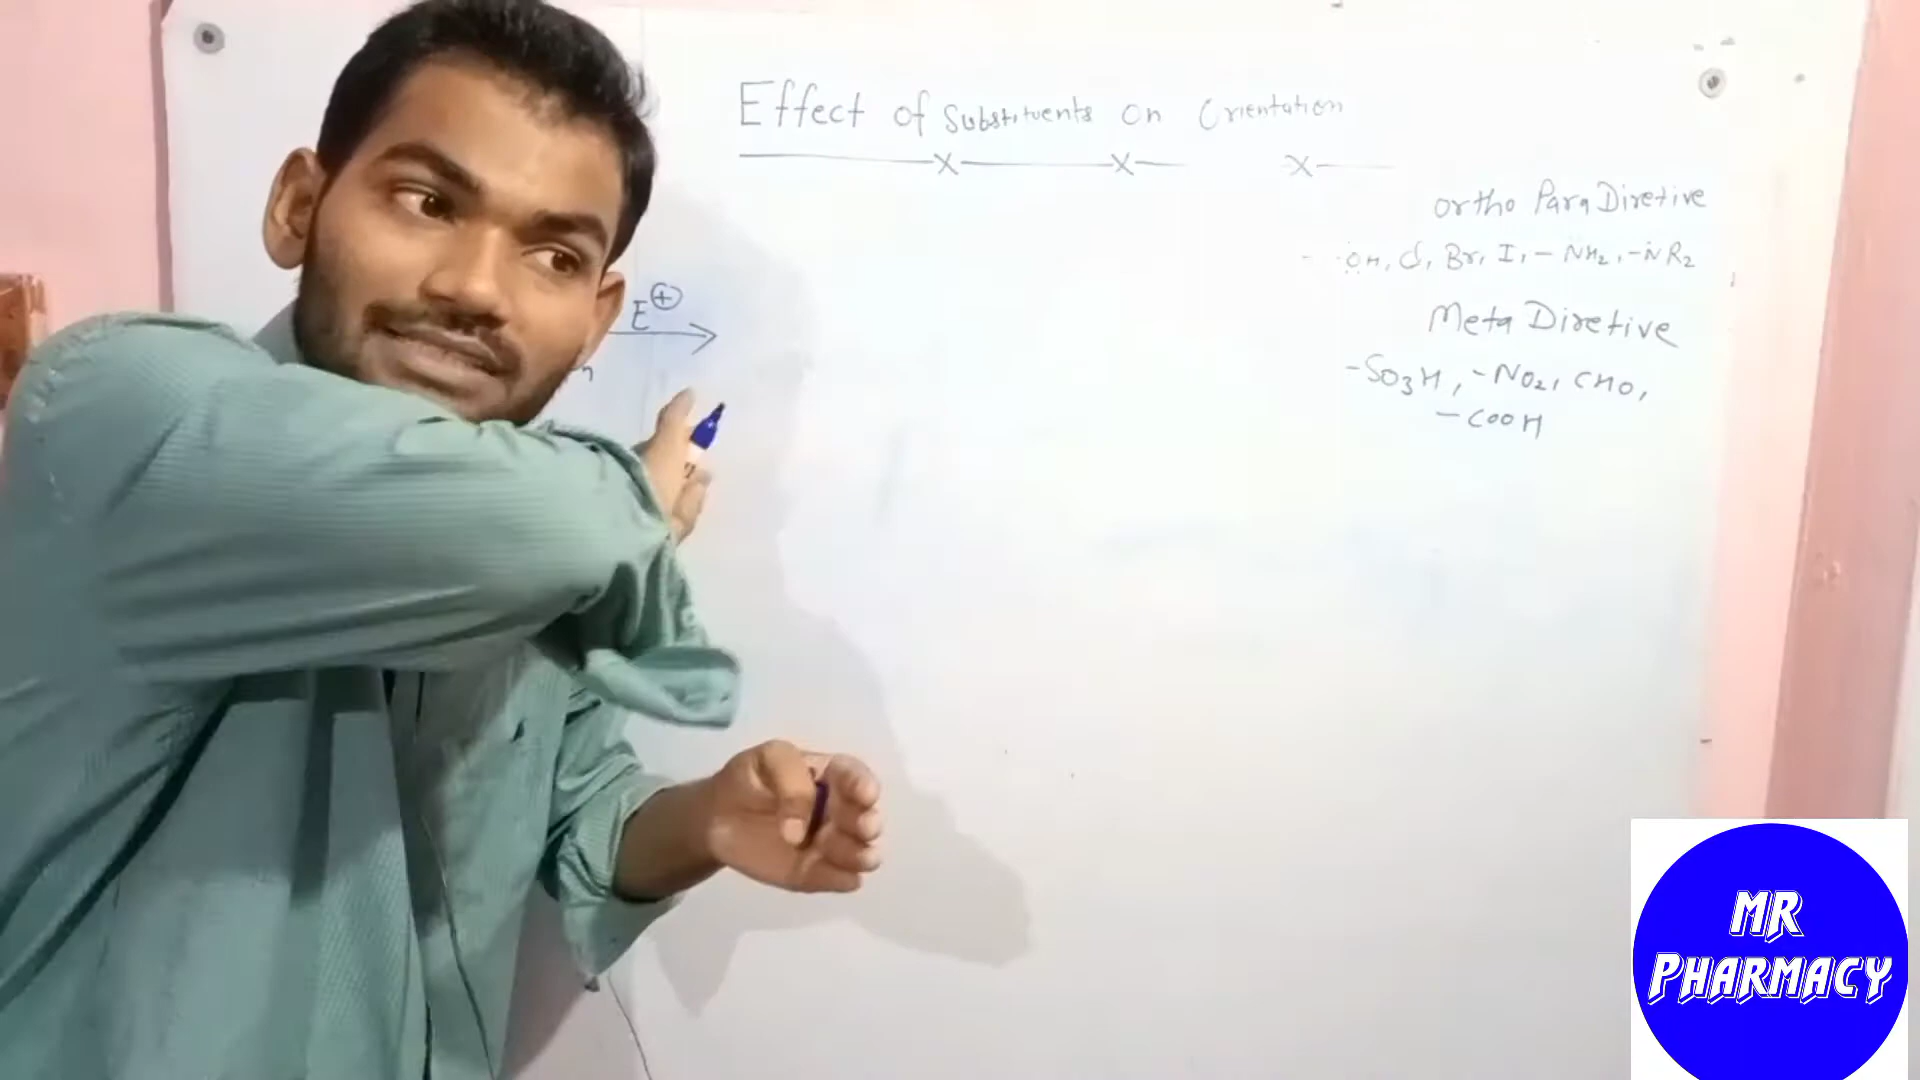 Effect of Substituents on Orientation
x x x
Ortho Para Diretive
- OH, Cl, Br, I, - NH2, -NR2
E+
Meta Diretive
-SO3H, -NO2, CHO,
- COOH
MR
PHARMACY